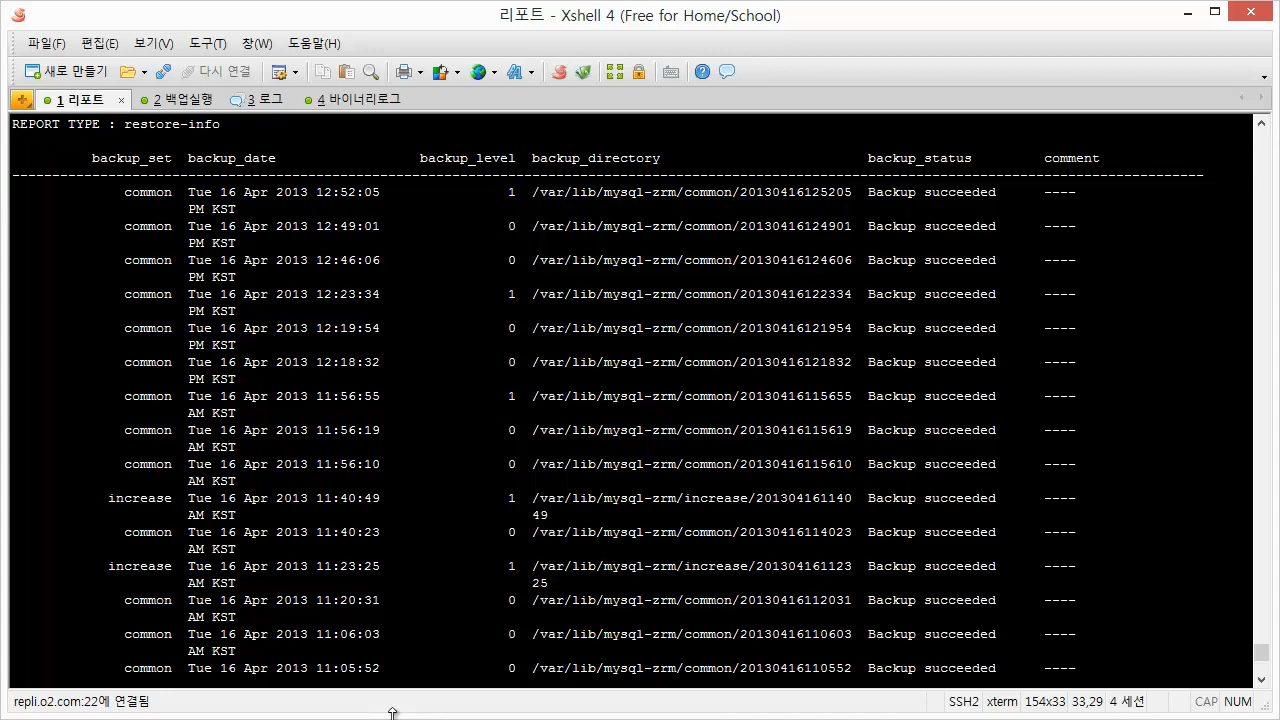 리포트 - Xshell 4 (Free for Home/School)
파일(F) 편집(E) 보기(V) 도구(T) 창(W) 도움말(H)
새로 만들기 다시 연결
1 리포트 × 2 백업실행 3 로그 4 바이너리로그
REPORT TYPE : restore-info
backup_set backup_date backup_level backup_directory backup_status comment
-----------------------------------------------------------------------------------------------------------------------------------------------------
common Tue 16 Apr 2013 12:52:05 1 /var/lib/mysql-zrm/common/20130416125205 Backup succeeded ----
PM KST
common Tue 16 Apr 2013 12:49:01 0 /var/lib/mysql-zrm/common/20130416124901 Backup succeeded ----
PM KST
common Tue 16 Apr 2013 12:46:06 0 /var/lib/mysql-zrm/common/20130416124606 Backup succeeded ----
PM KST
common Tue 16 Apr 2013 12:23:34 1 /var/lib/mysql-zrm/common/20130416122334 Backup succeeded ----
PM KST
common Tue 16 Apr 2013 12:19:54 0 /var/lib/mysql-zrm/common/20130416121954 Backup succeeded ----
PM KST
common Tue 16 Apr 2013 12:18:32 0 /var/lib/mysql-zrm/common/20130416121832 Backup succeeded ----
PM KST
common Tue 16 Apr 2013 11:56:55 1 /var/lib/mysql-zrm/common/20130416115655 Backup succeeded ----
AM KST
common Tue 16 Apr 2013 11:56:19 0 /var/lib/mysql-zrm/common/20130416115619 Backup succeeded ----
AM KST
common Tue 16 Apr 2013 11:56:10 0 /var/lib/mysql-zrm/common/20130416115610 Backup succeeded ----
AM KST
increase Tue 16 Apr 2013 11:40:49 1 /var/lib/mysql-zrm/increase/201304161140 Backup succeeded ----
AM KST 49
common Tue 16 Apr 2013 11:40:23 0 /var/lib/mysql-zrm/common/20130416114023 Backup succeeded ----
AM KST
increase Tue 16 Apr 2013 11:23:25 1 /var/lib/mysql-zrm/increase/201304161123 Backup succeeded ----
AM KST 25
common Tue 16 Apr 2013 11:20:31 0 /var/lib/mysql-zrm/common/20130416112031 Backup succeeded ----
AM KST
common Tue 16 Apr 2013 11:06:03 0 /var/lib/mysql-zrm/common/20130416110603 Backup succeeded ----
AM KST
common Tue 16 Apr 2013 11:05:52 0 /var/lib/mysql-zrm/common/20130416110552 Backup succeeded ----
repli.o2.com:22에 연결됨 SSH2 xterm 154x33 33,29 4 세션 CAP NUM